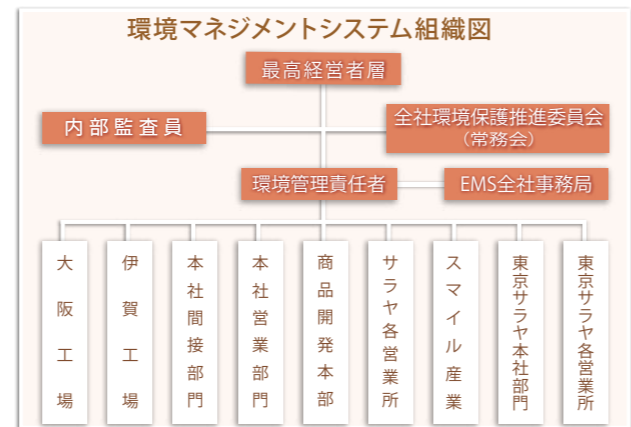 環境マネジメントシステム組織図
最高経営者層
内部監査員
全社環境保護推進委員会
（常務会）
環境管理責任者
EMS全社事務局
大阪工場
伊賀工場
本社間接部門
本社営業部門
商品開発本部
サラヤ各営業所
スマイル産業
東京サラヤ本社部門
東京サラヤ各営業所